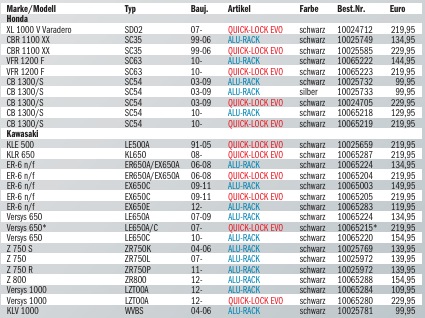 Marke/Modell Typ Bauj. Artikel Farbe Best.Nr. Euro
Honda
XL 1000 V Varadero SD02 07- QUICK-LOCK EVO schwarz 10024712 219,95
CBR 1100 XX SC35 99-06 ALU-RACK schwarz 10025749 134,95
CBR 1100 XX SC35 99-06 QUICK-LOCK EVO schwarz 10025585 229,95
VFR 1200 F SC63 10- ALU-RACK schwarz 10065222 144,95
VFR 1200 F SC63 10- QUICK-LOCK EVO schwarz 10065223 219,95
CB 1300/S SC54 03-09 ALU-RACK schwarz 10025732 99,95
CB 1300/S SC54 03-09 ALU-RACK silber 10025733 99,95
CB 1300/S SC54 03-09 QUICK-LOCK EVO schwarz 10024705 229,95
CB 1300/S SC54 10- ALU-RACK schwarz 10065218 129,95
CB 1300/S SC54 10- QUICK-LOCK EVO schwarz 10065219 219,95
Kawasaki
KLE 500 LE500A 91-05 QUICK-LOCK EVO schwarz 10025659 219,95
KLR 650 KL650 08- QUICK-LOCK EVO schwarz 10065287 219,95
ER-6 n/f ER650A/EX650A 06-08 ALU-RACK schwarz 10065224 134,95
ER-6 n/f ER650A/EX650A 06-08 QUICK-LOCK EVO schwarz 10065204 219,95
ER-6 n/f EX650C 09-11 ALU-RACK schwarz 10065003 149,95
ER-6 n/f EX650C 09-11 QUICK-LOCK EVO schwarz 10065205 219,95
ER-6 n/f EX650E 12- ALU-RACK schwarz 10065283 119,95
Versys 650 LE650A 07-09 ALU-RACK schwarz 10065224 134,95
Versys 650* LE650A/C 07- QUICK-LOCK EVO schwarz 10065215* 219,95
Versys 650 LE650C 10- ALU-RACK schwarz 10065220 154,95
Z 750 S ZR750K 04-06 ALU-RACK schwarz 10025769 139,95
Z 750 ZR750L 07- ALU-RACK schwarz 10025972 139,95
Z 750 R ZR750P 11- ALU-RACK schwarz 10025972 139,95
Z 800 ZR800 12- ALU-RACK schwarz 10065288 154,95
Versys 1000 LZT00A 12- ALU-RACK schwarz 10065284 109,95
Versys 1000 LZT00A 12- QUICK-LOCK EVO schwarz 10065280 229,95
KLV 1000 WVBS 04-06 ALU-RACK schwarz 10025781 99,95